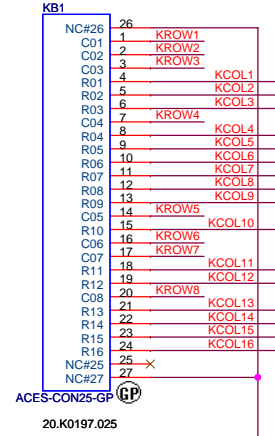 KB1
NC#26 26
C01 1 KROW1
C02 2 KROW2
C03 3 KROW3
R01 4 KCOL1
R02 5 KCOL2
R03 6 KCOL3
C04 7 KROW4
R04 8 KCOL4
R05 9 KCOL5
R06 10 KCOL6
R07 11 KCOL7
R08 12 KCOL8
R09 13 KCOL9
C05 14 KROW5
R10 15 KCOL10
C06 16 KROW6
C07 17 KROW7
R11 18 KCOL11
R12 19 KCOL12
C08 20 KROW8
R13 21 KCOL13
R14 22 KCOL14
R15 23 KCOL15
R16 24 KCOL16
NC#25 25
NC#27 27
ACES-CON25-GP GP
20.K0197.025